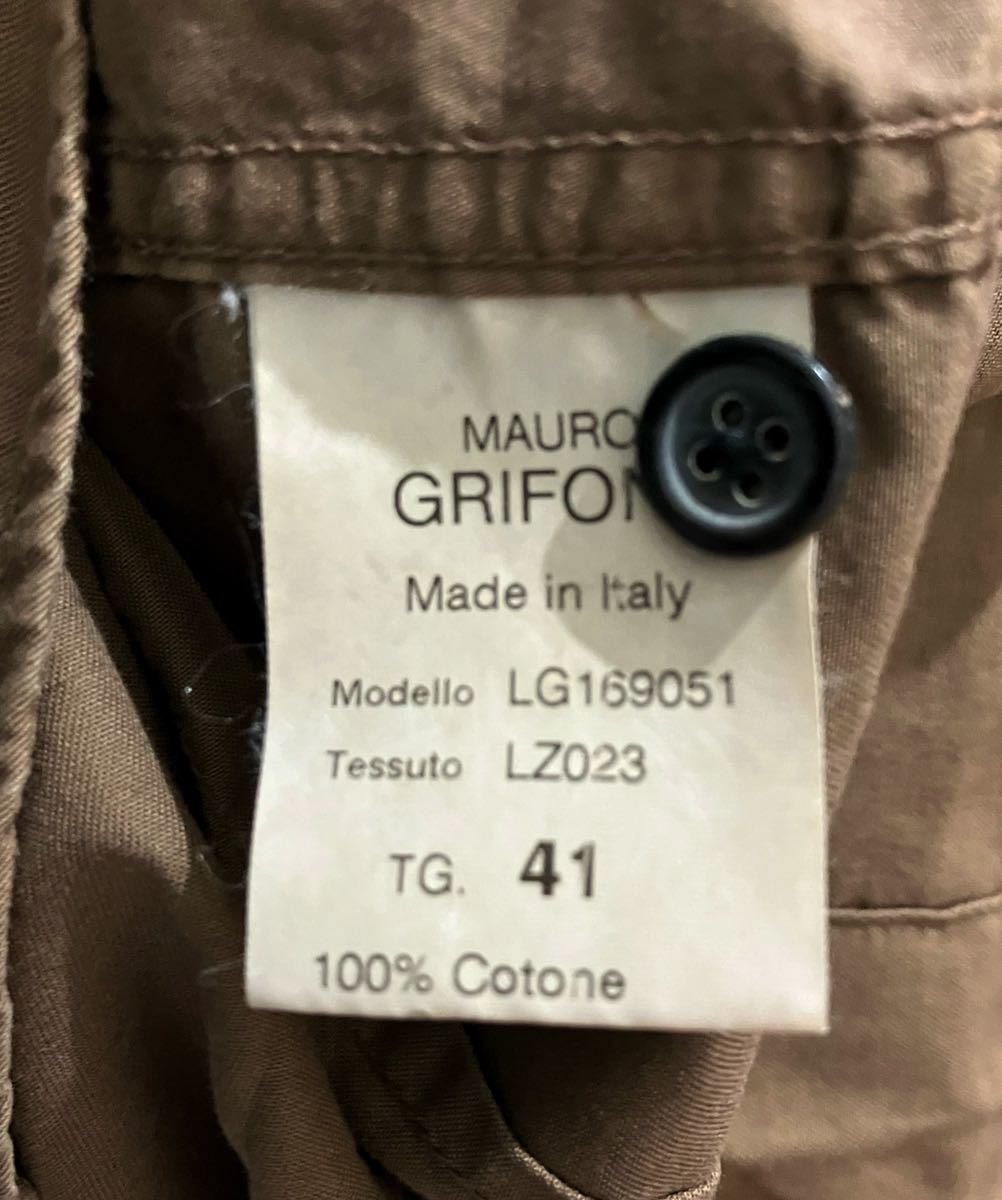 MAURO
GRIFON
Made in Italy
Modello LG169051
Tessuto LZ023
TG. 41
100% Cotone